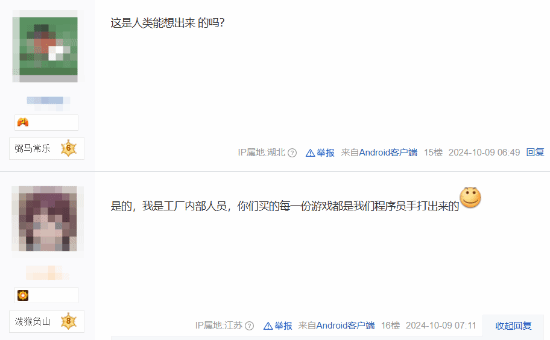 这是人类能想出来 的吗？
弼马常乐 6
IP属地:湖北 举报 来自Android客户端 15楼 2024-10-09 06:49 回复
是的，我是工厂内部人员，你们买的每一份游戏都是我们程序员手打出来的
泼猴负山 8
IP属地:江苏 举报 来自Android客户端 16楼 2024-10-09 07:11 收起回复